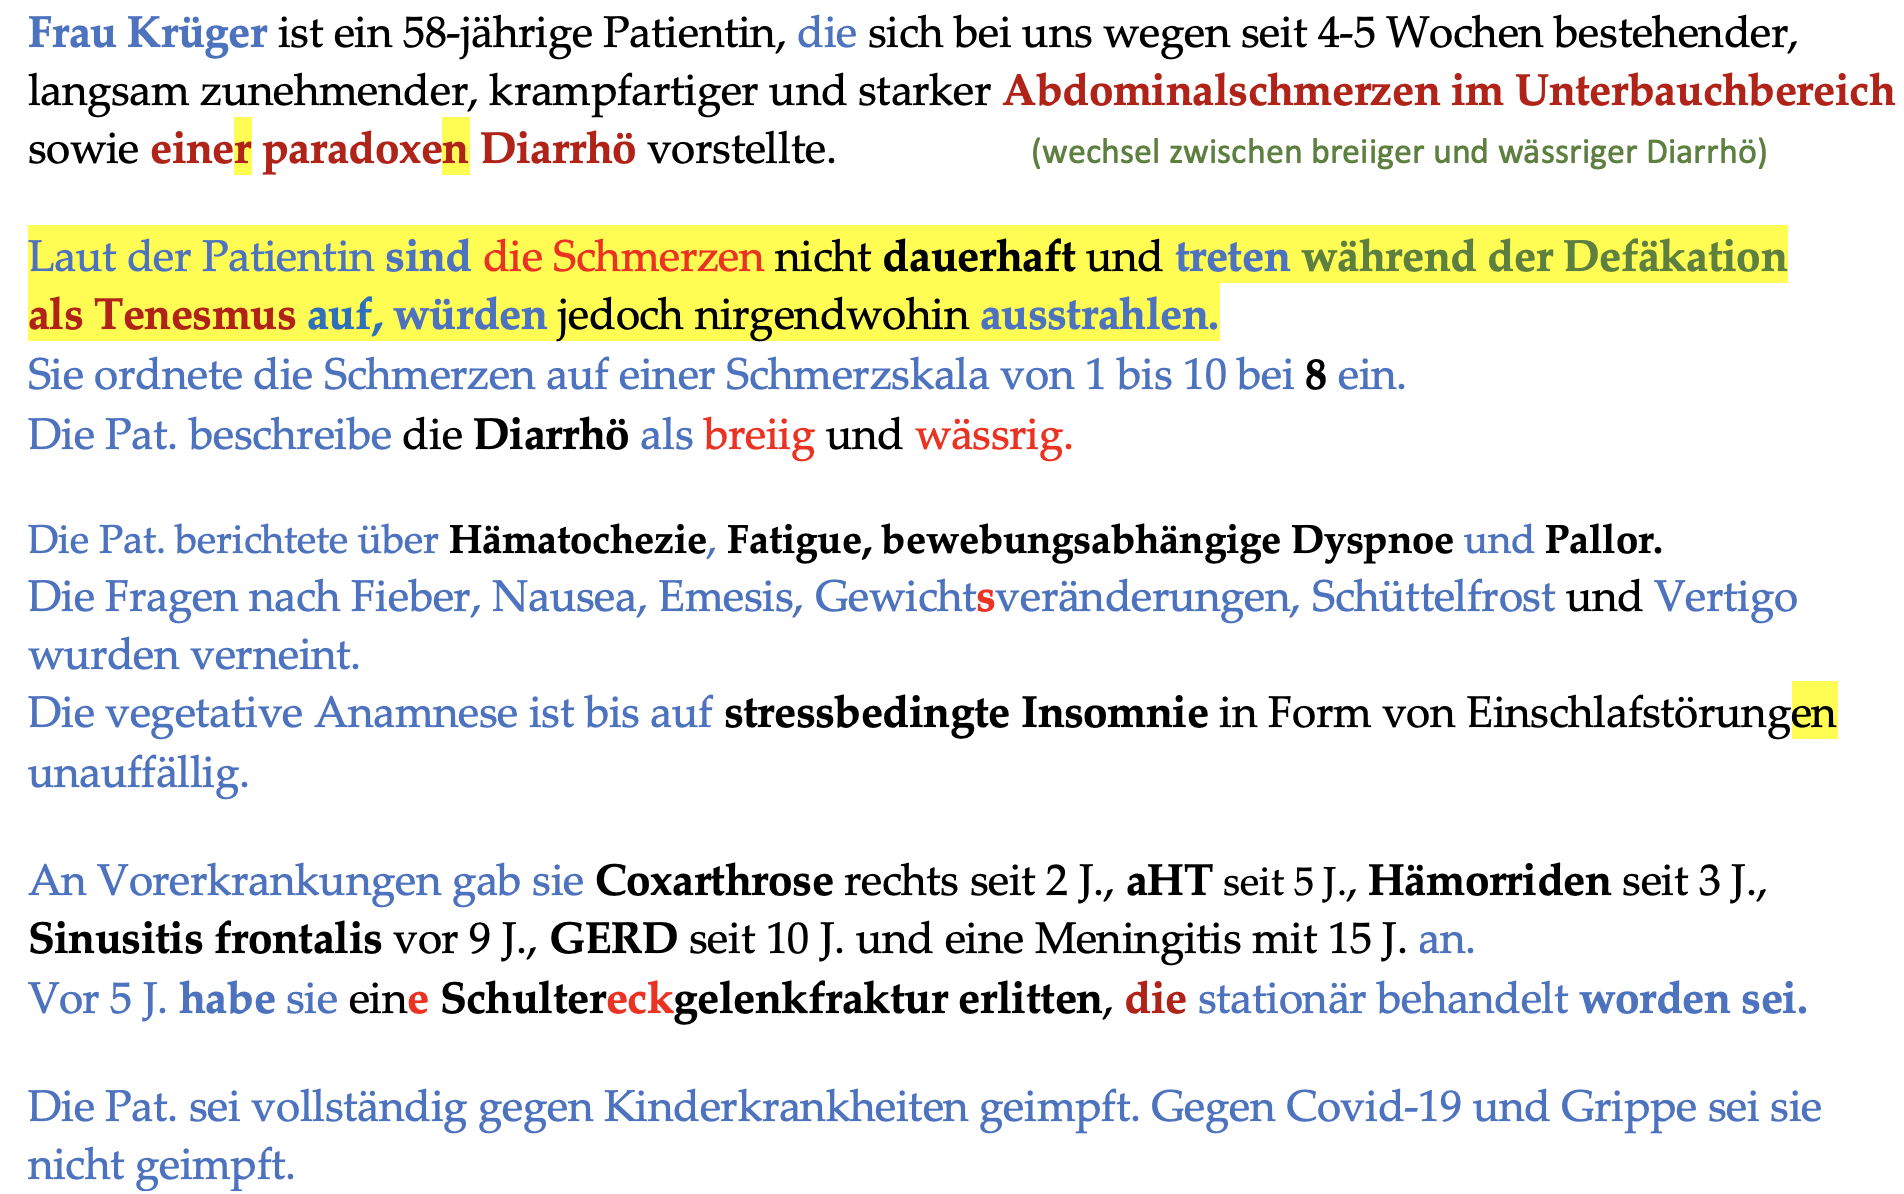 Frau Krüger ist ein 58-jährige Patientin, die sich bei uns wegen seit 4-5 Wochen bestehender,
langsam zunehmender, krampfartiger und starker Abdominalschmerzen im Unterbauchbereich
sowie einer paradoxen Diarrhö vorstellte. (wechsel zwischen breiiger und wässriger Diarrhö)
Laut der Patientin sind die Schmerzen nicht dauerhaft und treten während der Defäkation
als Tenesmus auf, würden jedoch nirgendwohin ausstrahlen.
Sie ordnete die Schmerzen auf einer Schmerzskala von 1 bis 10 bei 8 ein.
Die Pat. beschreibe die Diarrhö als breiig und wässrig.
Die Pat. berichtete über Hämatochezie, Fatigue, bewebungsabhängige Dyspnoe und Pallor.
Die Fragen nach Fieber, Nausea, Emesis, Gewichtsveränderungen, Schüttelfrost und Vertigo
wurden verneint.
Die vegetative Anamnese ist bis auf stressbedingte Insomnie in Form von Einschlafstörungen
unauffällig.
An Vorerkrankungen gab sie Coxarthrose rechts seit 2 J., aHT seit 5 J., Hämorriden seit 3 J.,
Sinusitis frontalis vor 9 J., GERD seit 10 J. und eine Meningitis mit 15 J. an.
Vor 5 J. habe sie eine Schultereckgelenkfraktur erlitten, die stationär behandelt worden sei.
Die Pat. sei vollständig gegen Kinderkrankheiten geimpft. Gegen Covid-19 und Grippe sei sie
nicht geimpft.